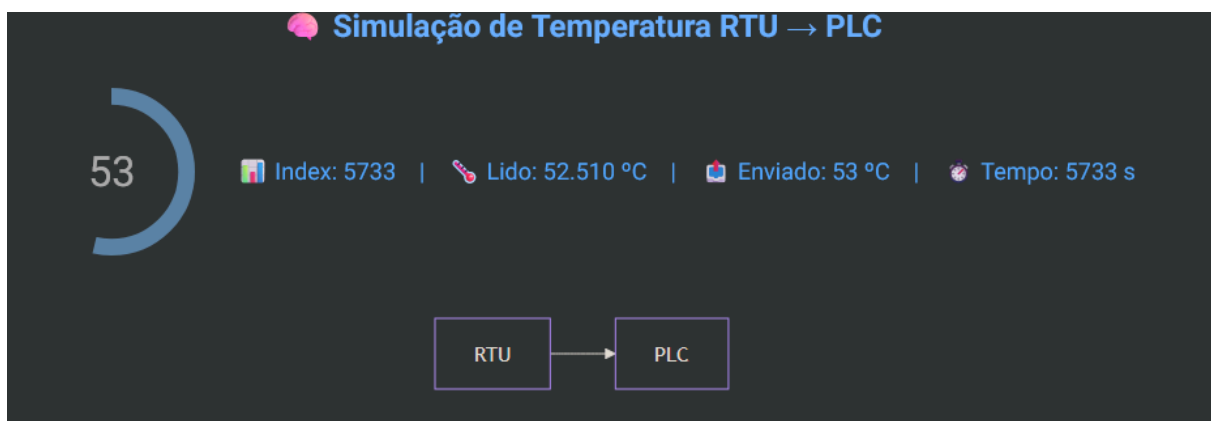 🧠 Simulação de Temperatura RTU → PLC
53
📊 Index: 5733 | 🌡️ Lido: 52.510 ºC | 📤 Enviado: 53 ºC | ⏰ Tempo: 5733 s
RTU PLC